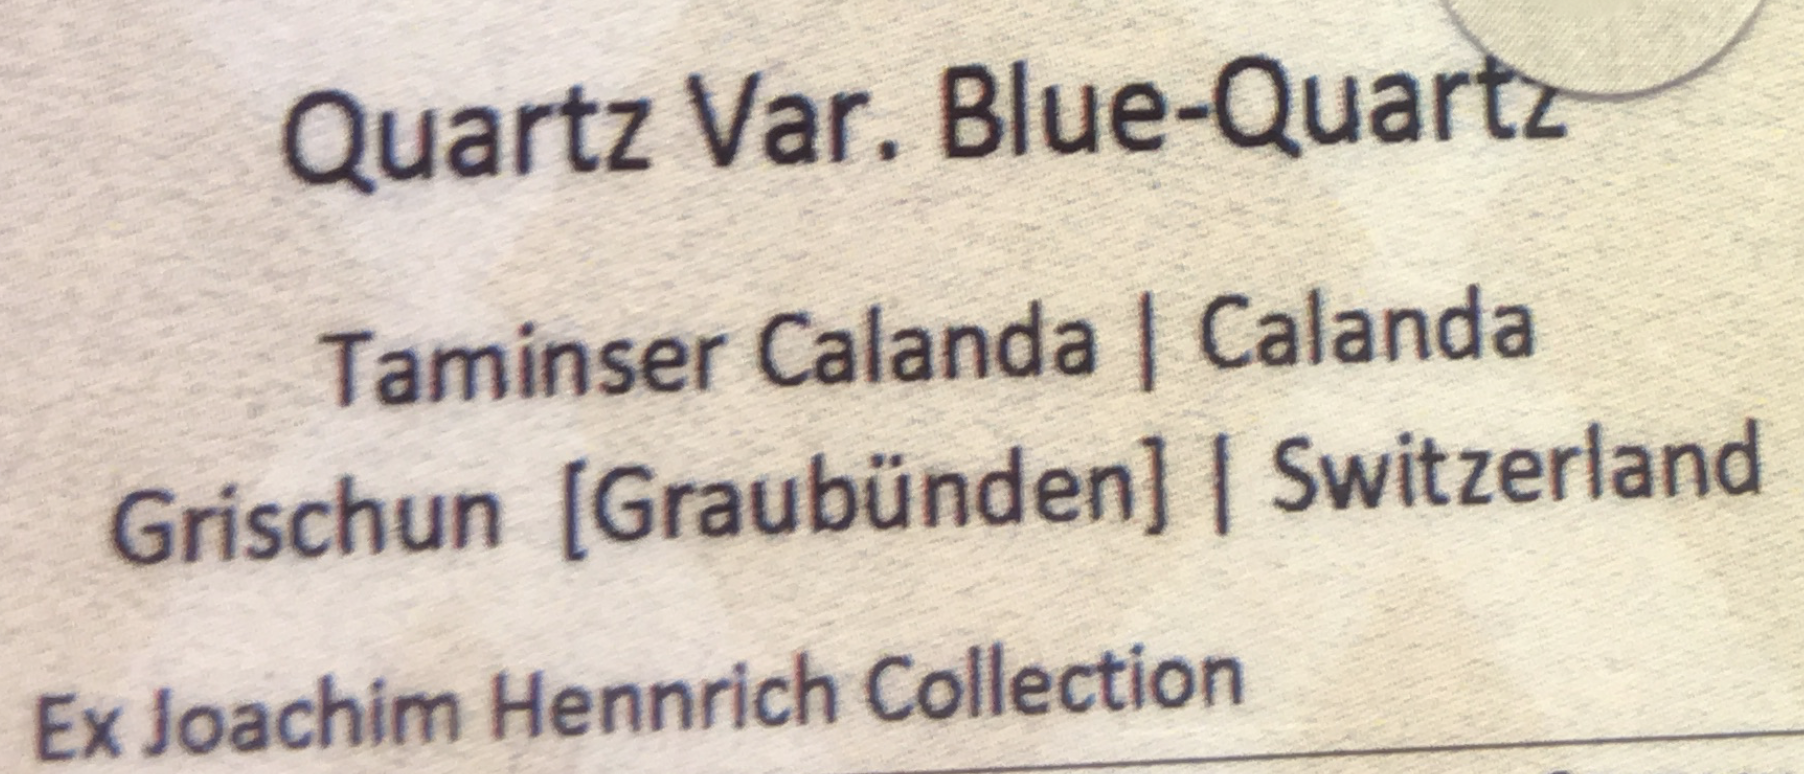 Quartz Var. Blue-Quartz
Taminser Calanda | Calanda
Grischun [Graubünden] | Switzerland
Ex Joachim Hennrich Collection